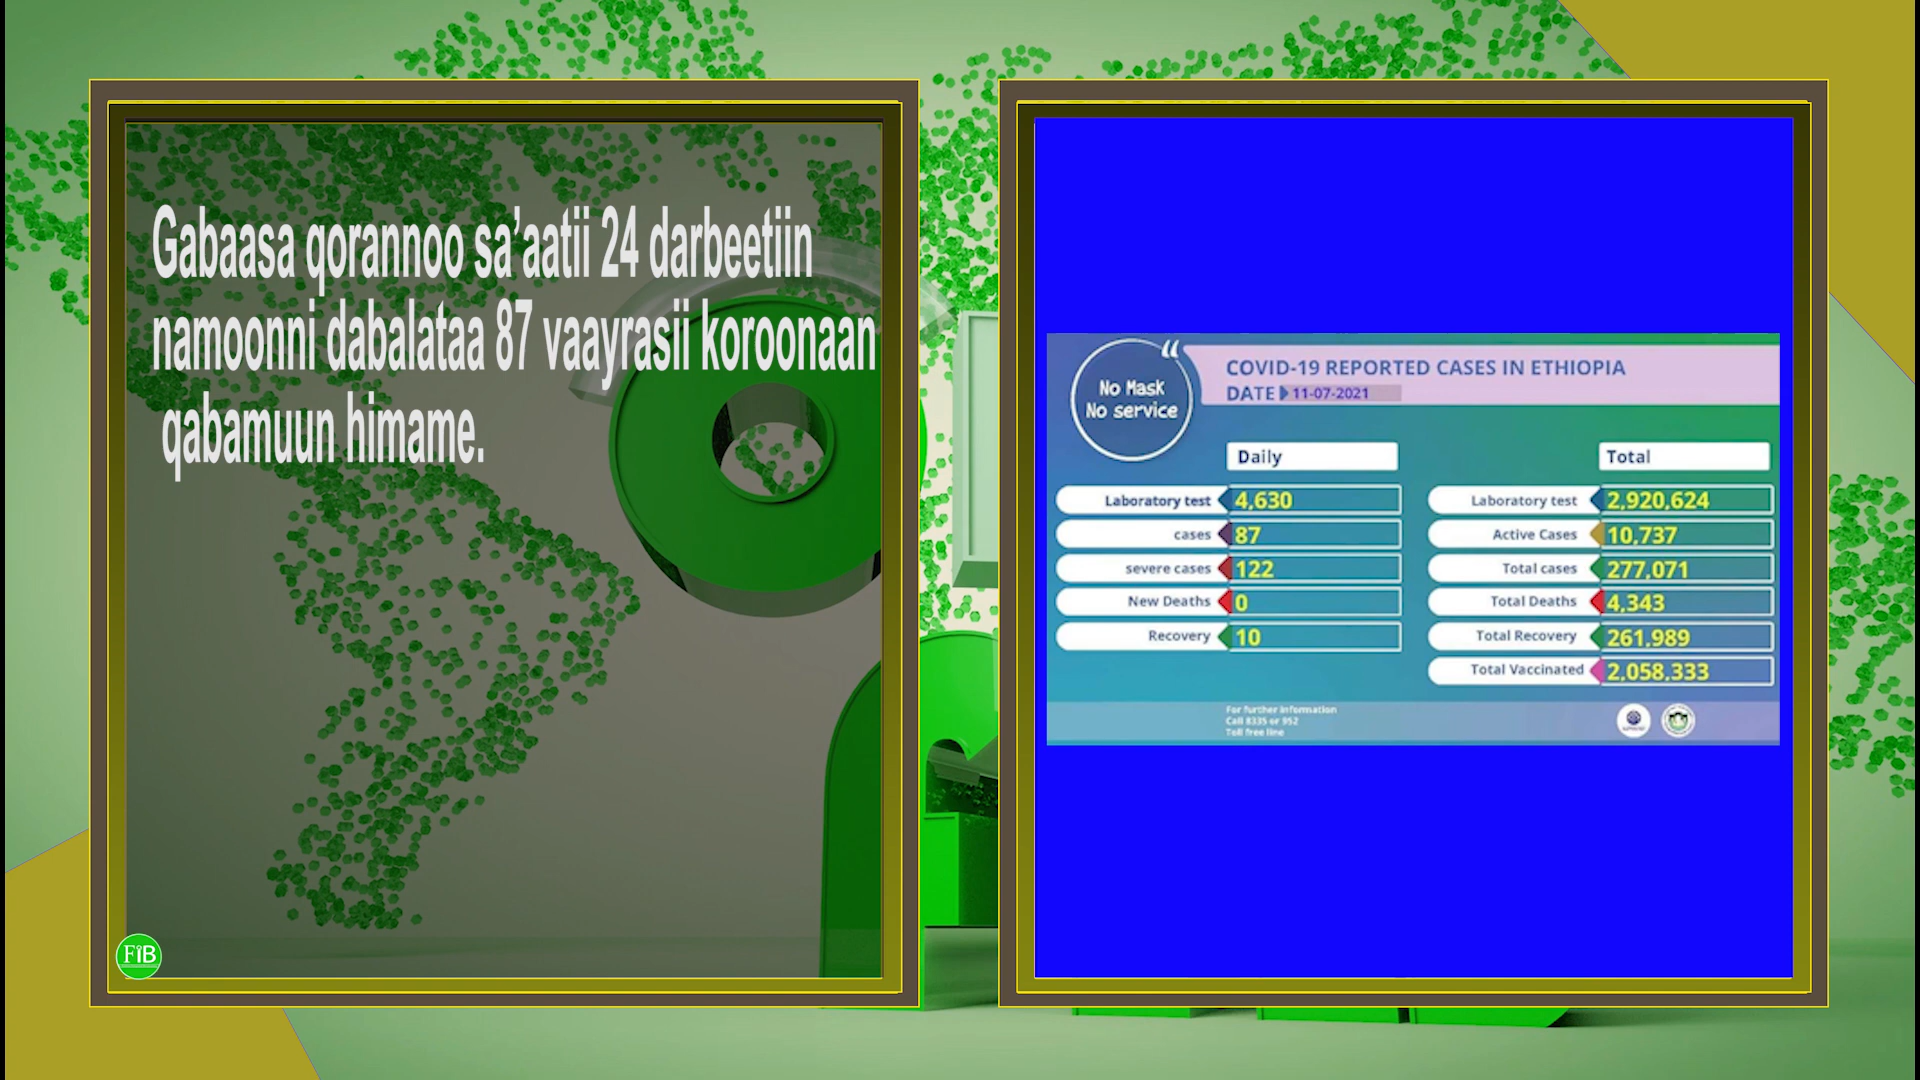 Gabaasa qorannoo sa’aatii 24 darbeetiin
namoonni dabalataa 87 vaayrasii koroonaan
qabamuun himame.
FiB
“
No Mask
No service
COVID-19 REPORTED CASES IN ETHIOPIA
DATE 11-07-2021
Daily
Laboratory test 4,630
cases 87
severe cases 122
New Deaths 0
Recovery 10
Total
Laboratory test 2,920,624
Active Cases 10,737
Total cases 277,071
Total Deaths 4,343
Total Recovery 261,989
Total Vaccinated 2,058,333
For further information
Call 8335 or 952
Toll free line